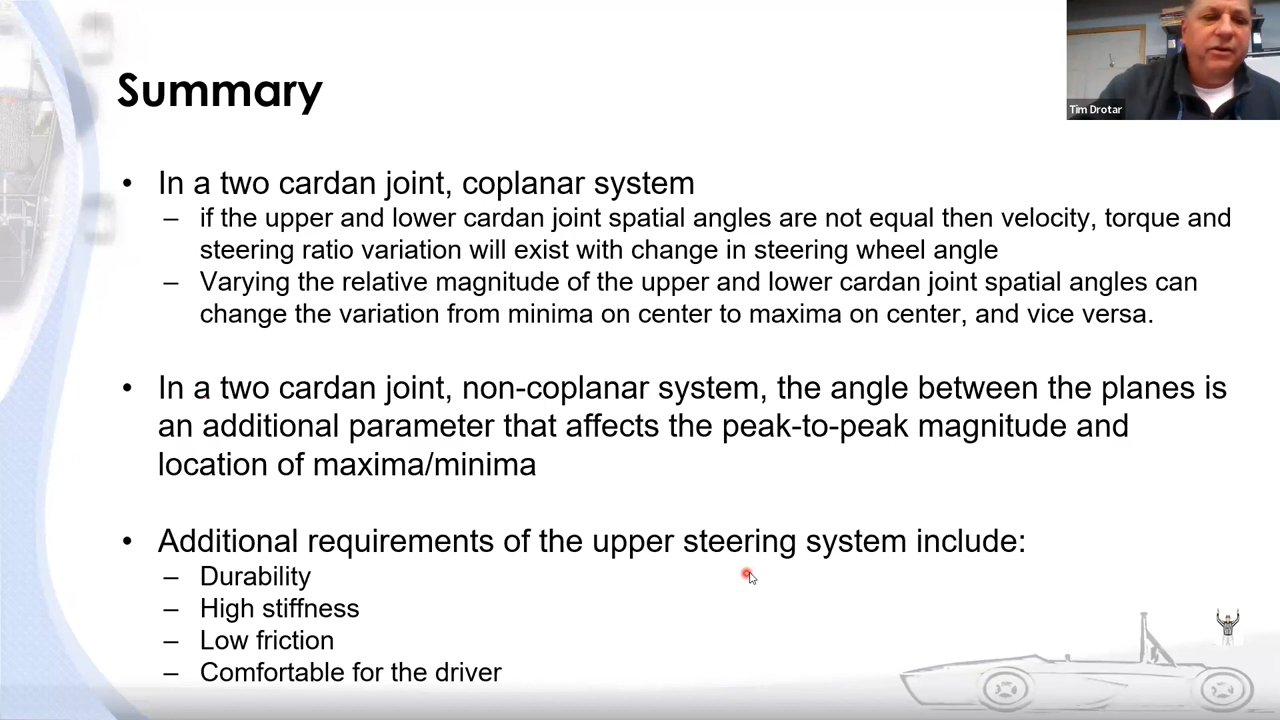 Summary
Tim Drotar
• In a two cardan joint, coplanar system
– if the upper and lower cardan joint spatial angles are not equal then velocity, torque and
steering ratio variation will exist with change in steering wheel angle
– Varying the relative magnitude of the upper and lower cardan joint spatial angles can
change the variation from minima on center to maxima on center, and vice versa.
• In a two cardan joint, non-coplanar system, the angle between the planes is
an additional parameter that affects the peak-to-peak magnitude and
location of maxima/minima
• Additional requirements of the upper steering system include:
– Durability
– High stiffness
– Low friction
– Comfortable for the driver